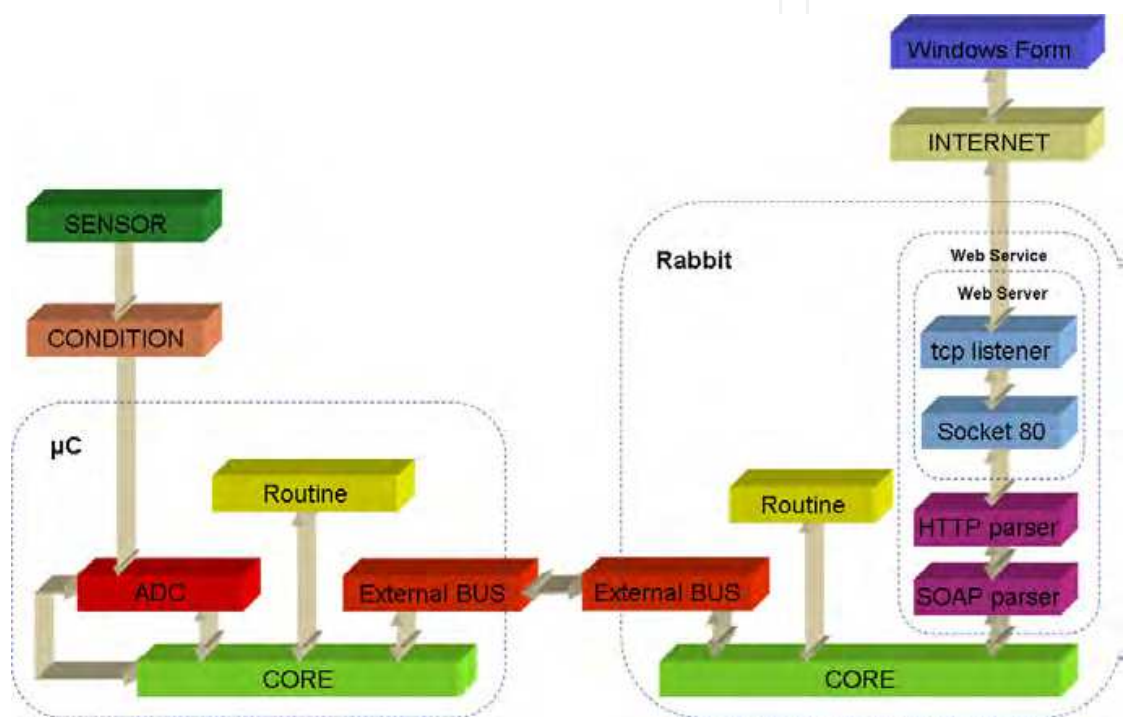 Windows Form
INTERNET
SENSOR
Rabbit
Web Service
Web Server
CONDITION
tcp listener
µC
Socket 80
Routine
Routine
HTTP parser
ADC
External BUS
External BUS
SOAP parser
CORE
CORE